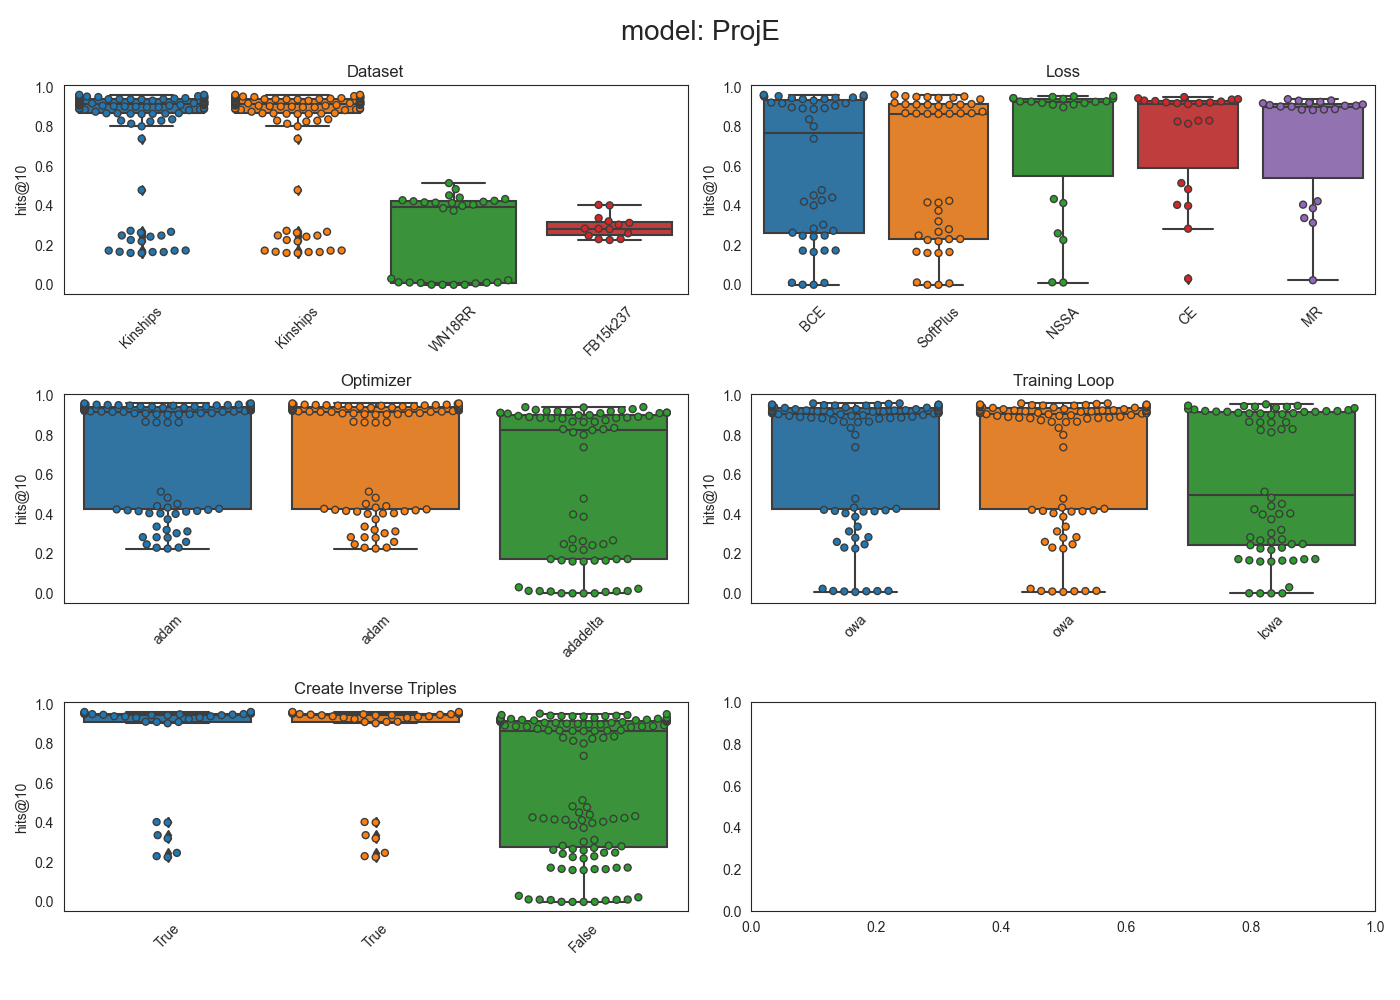 model: ProjE
Dataset
Loss
1.0
0.8
0.6
0.4
0.2
0.0
hits@10
Kinships
Kinships
WN18RR
FB15k237
1.0
0.8
0.6
0.4
0.2
0.0
hits@10
BCE
SoftPlus
NSSA
CE
MR
Optimizer
Training Loop
1.0
0.8
0.6
0.4
0.2
0.0
hits@10
adam
adam
adadelta
1.0
0.8
0.6
0.4
0.2
0.0
hits@10
owa
owa
lcwa
Create Inverse Triples
1.0
0.8
0.6
0.4
0.2
0.0
hits@10
True
True
False
1.0
0.8
0.6
0.4
0.2
0.0
0.0 0.2 0.4 0.6 0.8 1.0